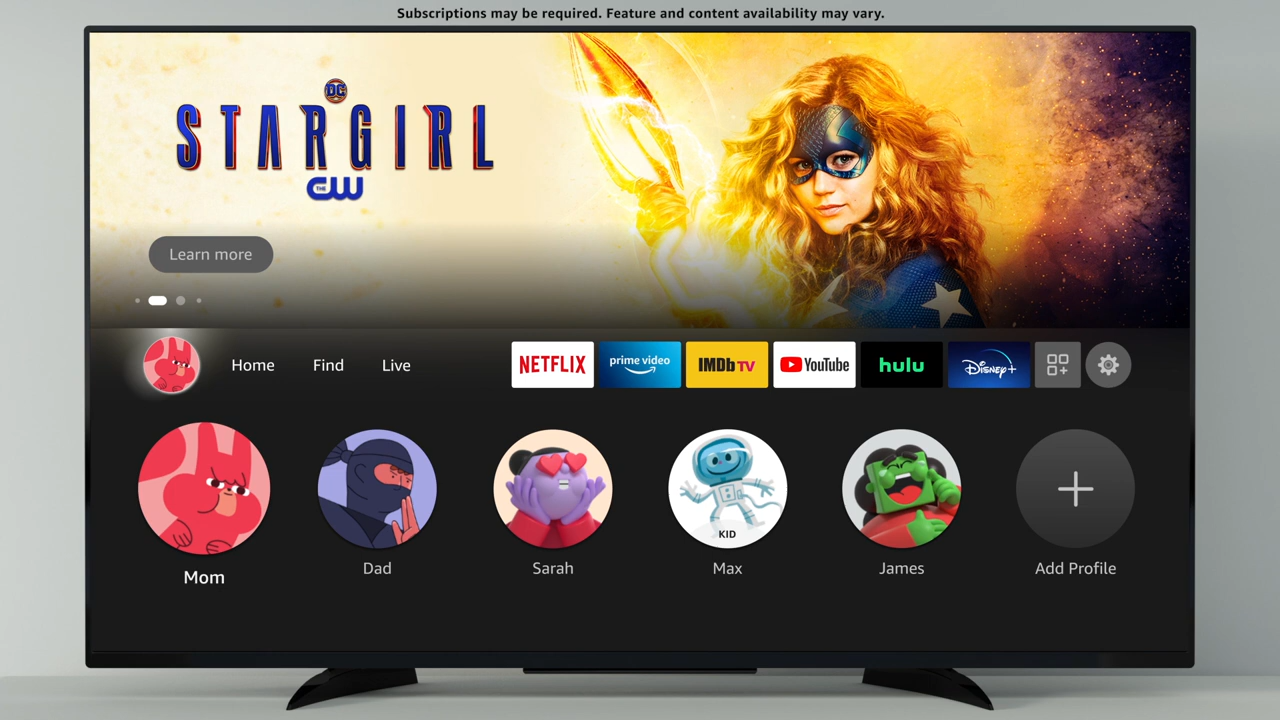 Subscriptions may be required. Feature and content availability may vary.
DC
STARGIRL
THE CW
Learn more
Home Find Live NETFLIX prime video IMDb TV YouTube hulu Disney+
KID
Mom Dad Sarah Max James Add Profile